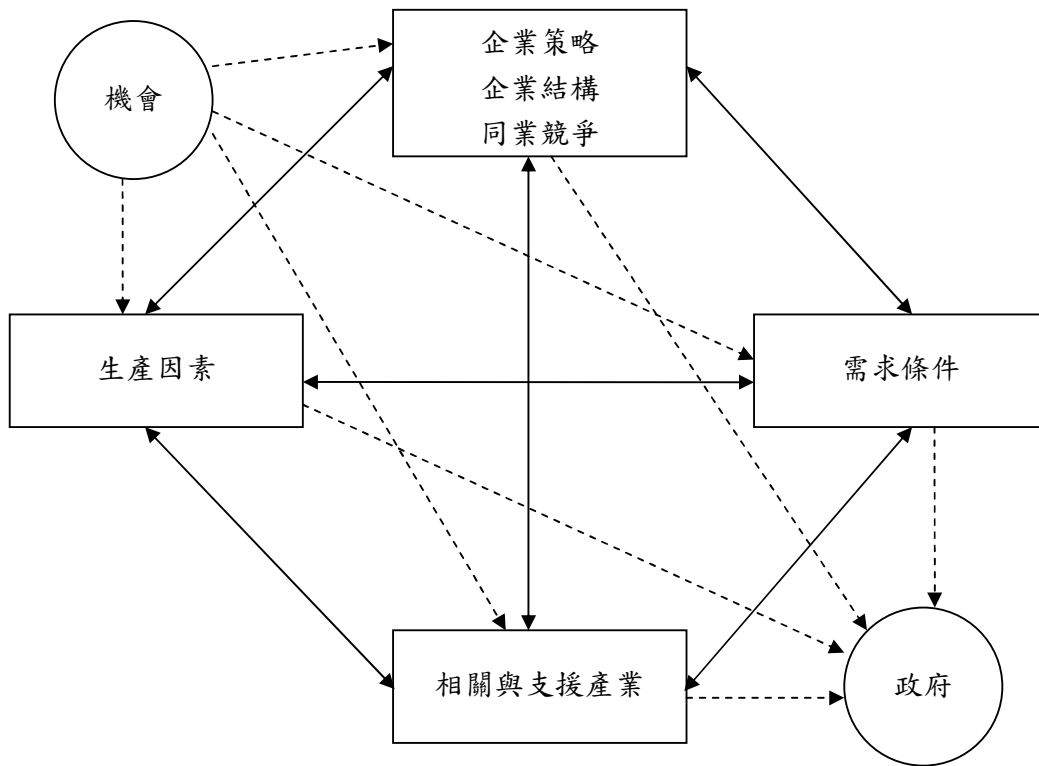 機會
企業策略
企業結構
同業競爭
生產因素
需求條件
相關與支援產業
政府